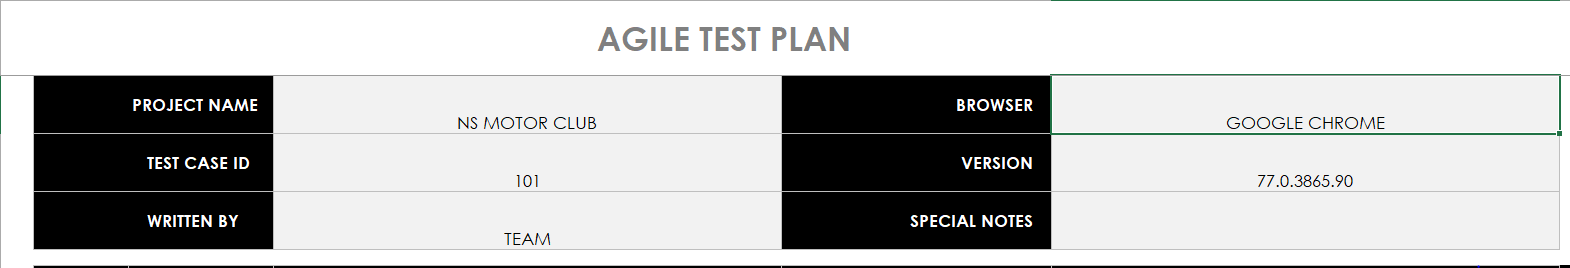 AGILE TEST PLAN
PROJECT NAME NS MOTOR CLUB BROWSER GOOGLE CHROME
TEST CASE ID 101 VERSION 77.0.3865.90
WRITTEN BY TEAM SPECIAL NOTES